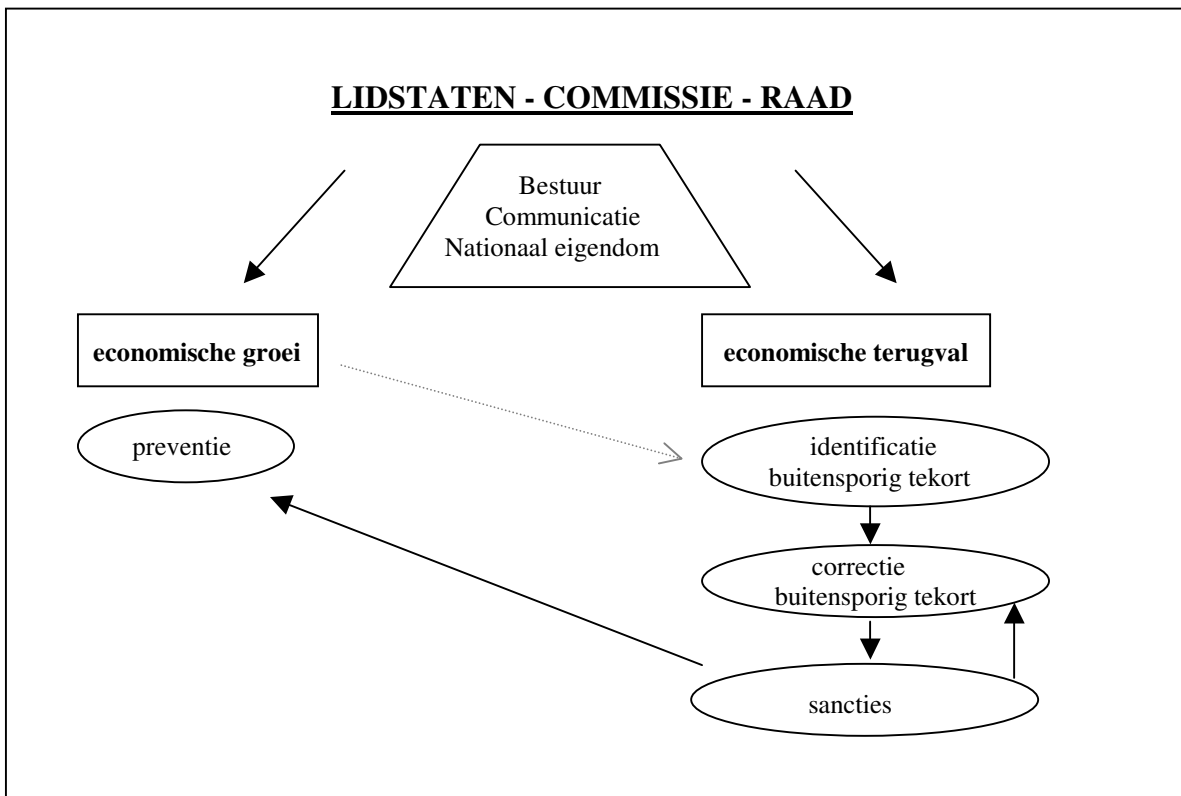 LIDSTATEN - COMMISSIE - RAAD
Bestuur
Communicatie
Nationaal eigendom
economische groei
economische terugval
preventie
identificatie
buitensporig tekort
correctie
buitensporig tekort
sancties